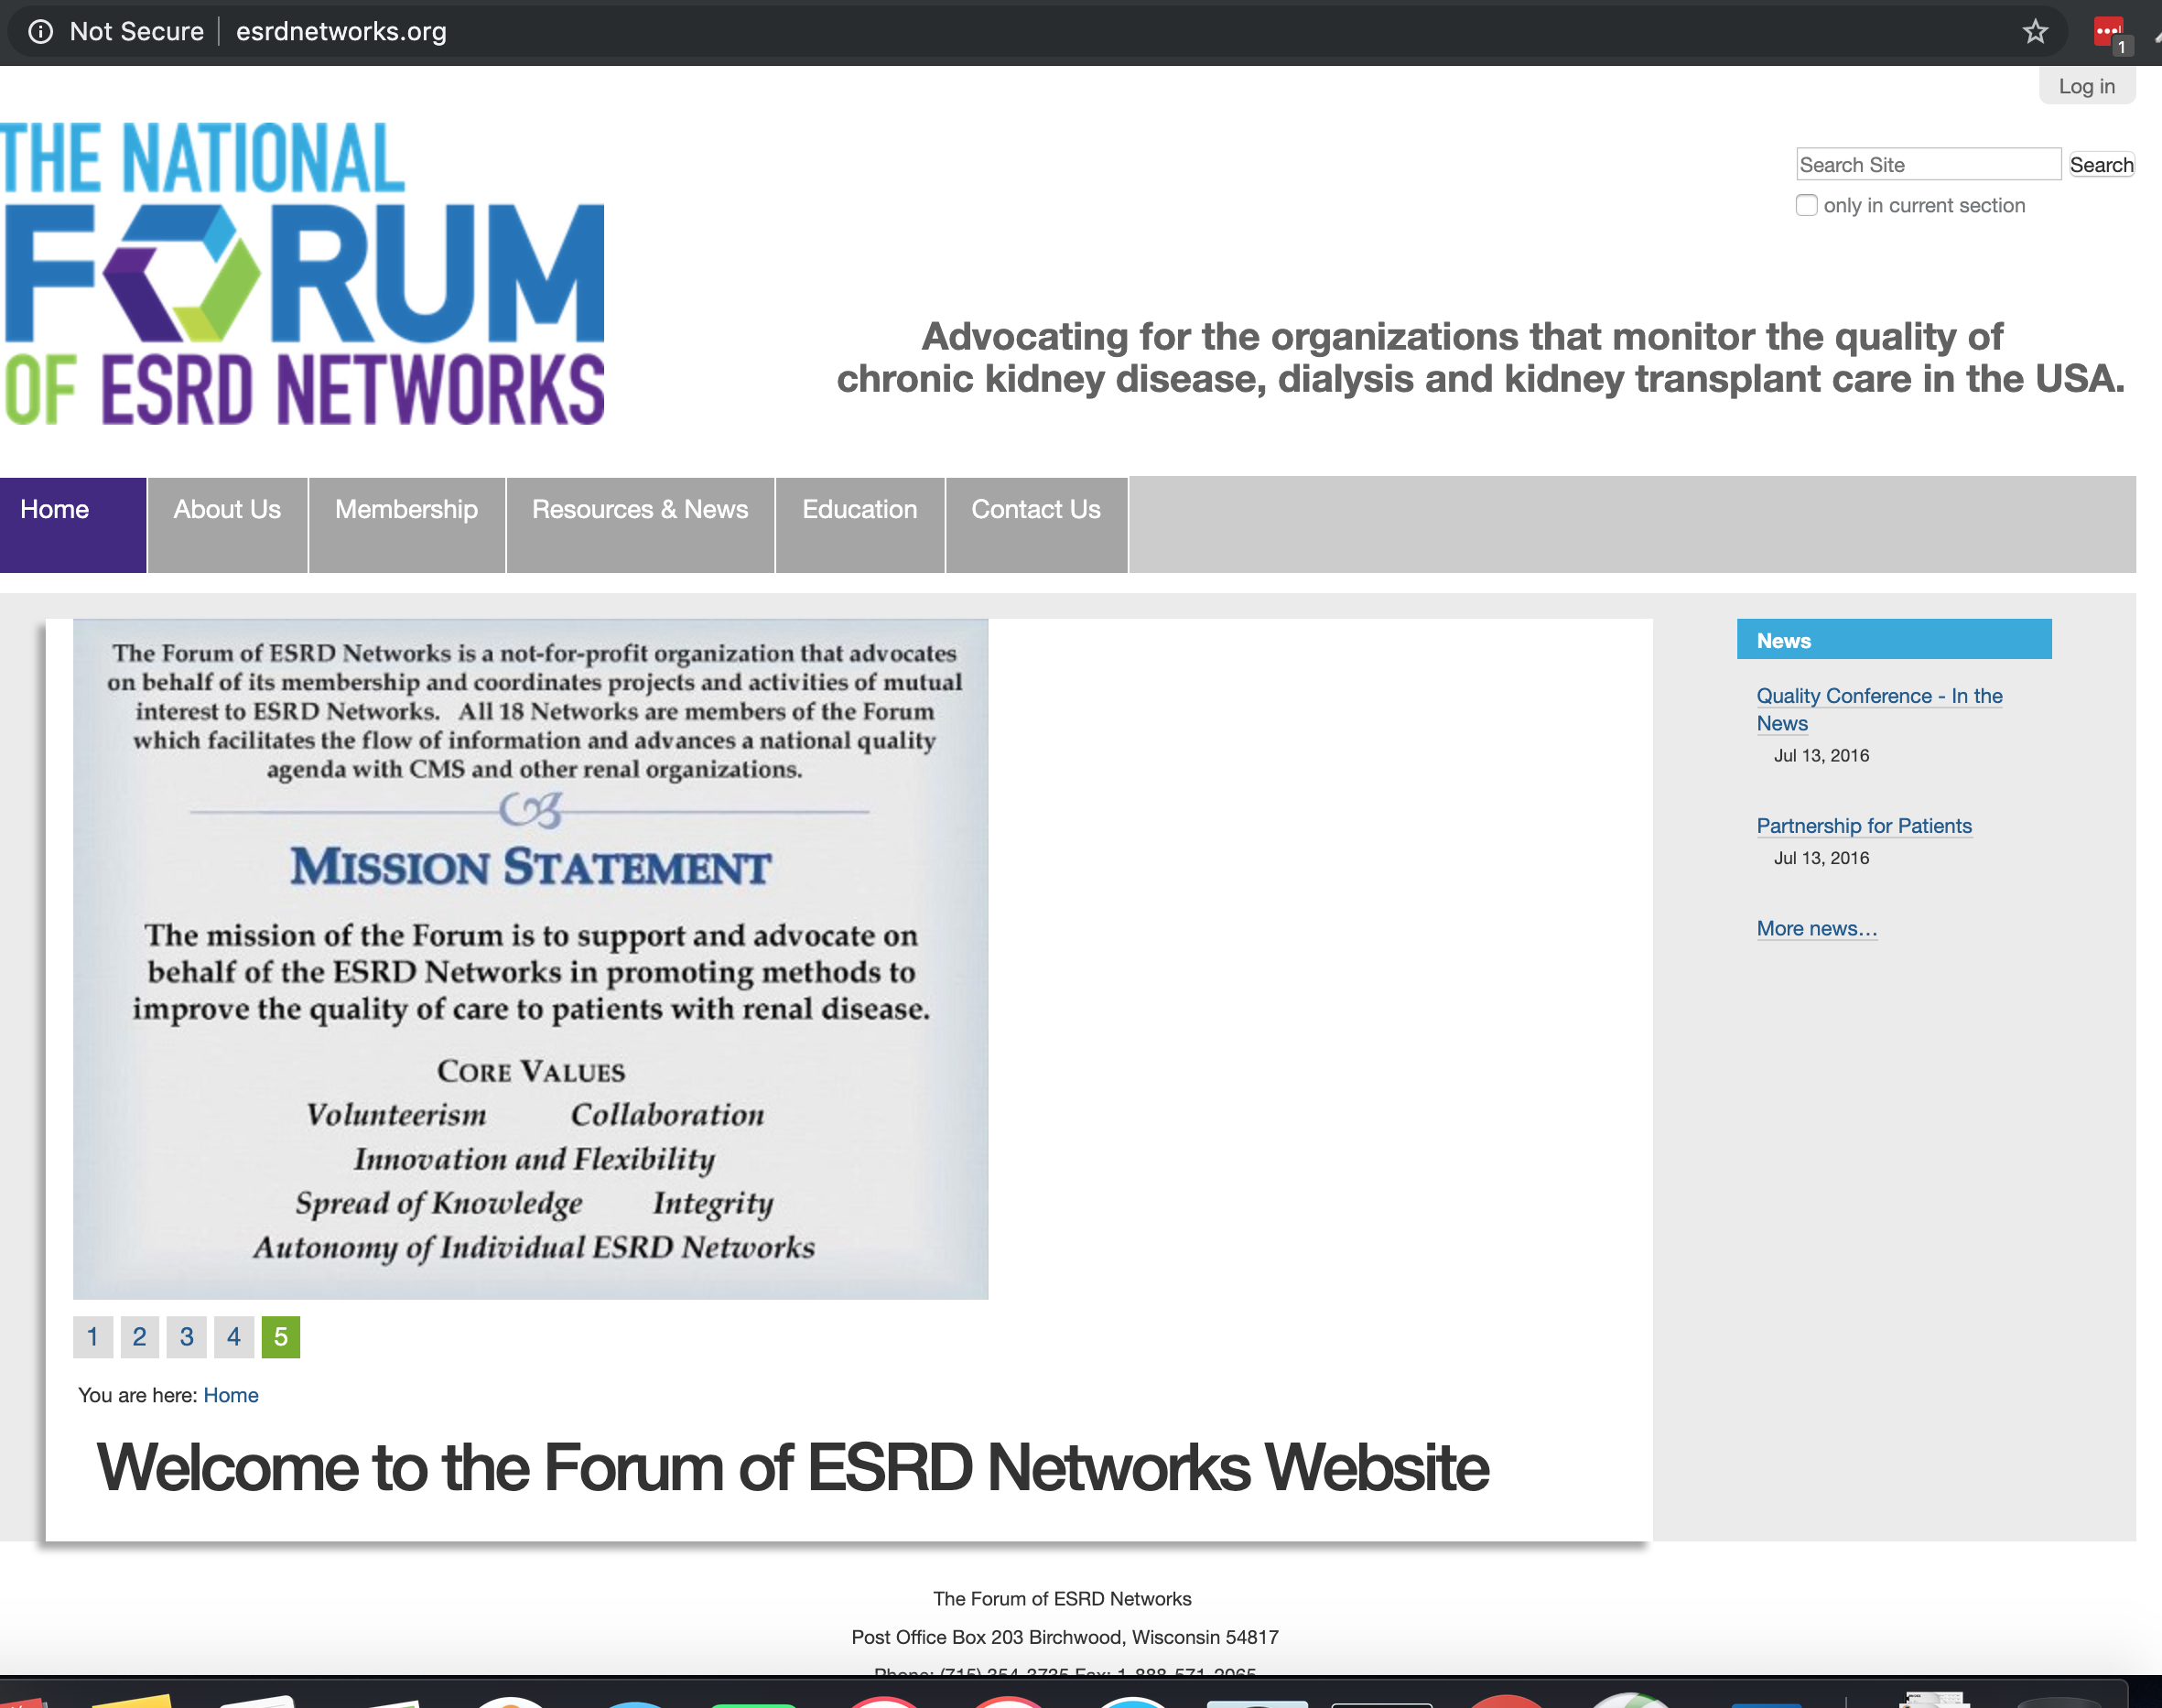 Not Secure esrdnetworks.org
1
Log in
THE NATIONAL
FORUM
OF ESRD NETWORKS
Search Site Search
only in current section
Advocating for the organizations that monitor the quality of
chronic kidney disease, dialysis and kidney transplant care in the USA.
Home About Us Membership Resources & News Education Contact Us
The Forum of ESRD Networks is a not-for-profit organization that advocates
on behalf of its membership and coordinates projects and activities of mutual
interest to ESRD Networks. All 18 Networks are members of the Forum
which facilitates the flow of information and advances a national quality
agenda with CMS and other renal organizations.
MISSION STATEMENT
The mission of the Forum is to support and advocate on
behalf of the ESRD Networks in promoting methods to
improve the quality of care to patients with renal disease.
CORE VALUES
Volunteerism Collaboration
Innovation and Flexibility
Spread of Knowledge Integrity
Autonomy of Individual ESRD Networks
1 2 3 4 5
You are here: Home
Welcome to the Forum of ESRD Networks Website
News
Quality Conference - In the
News
Jul 13, 2016
Partnership for Patients
Jul 13, 2016
More news…
The Forum of ESRD Networks
Post Office Box 203 Birchwood, Wisconsin 54817
Phone: (715) 354-3735 Fax: 1-888-571-2065